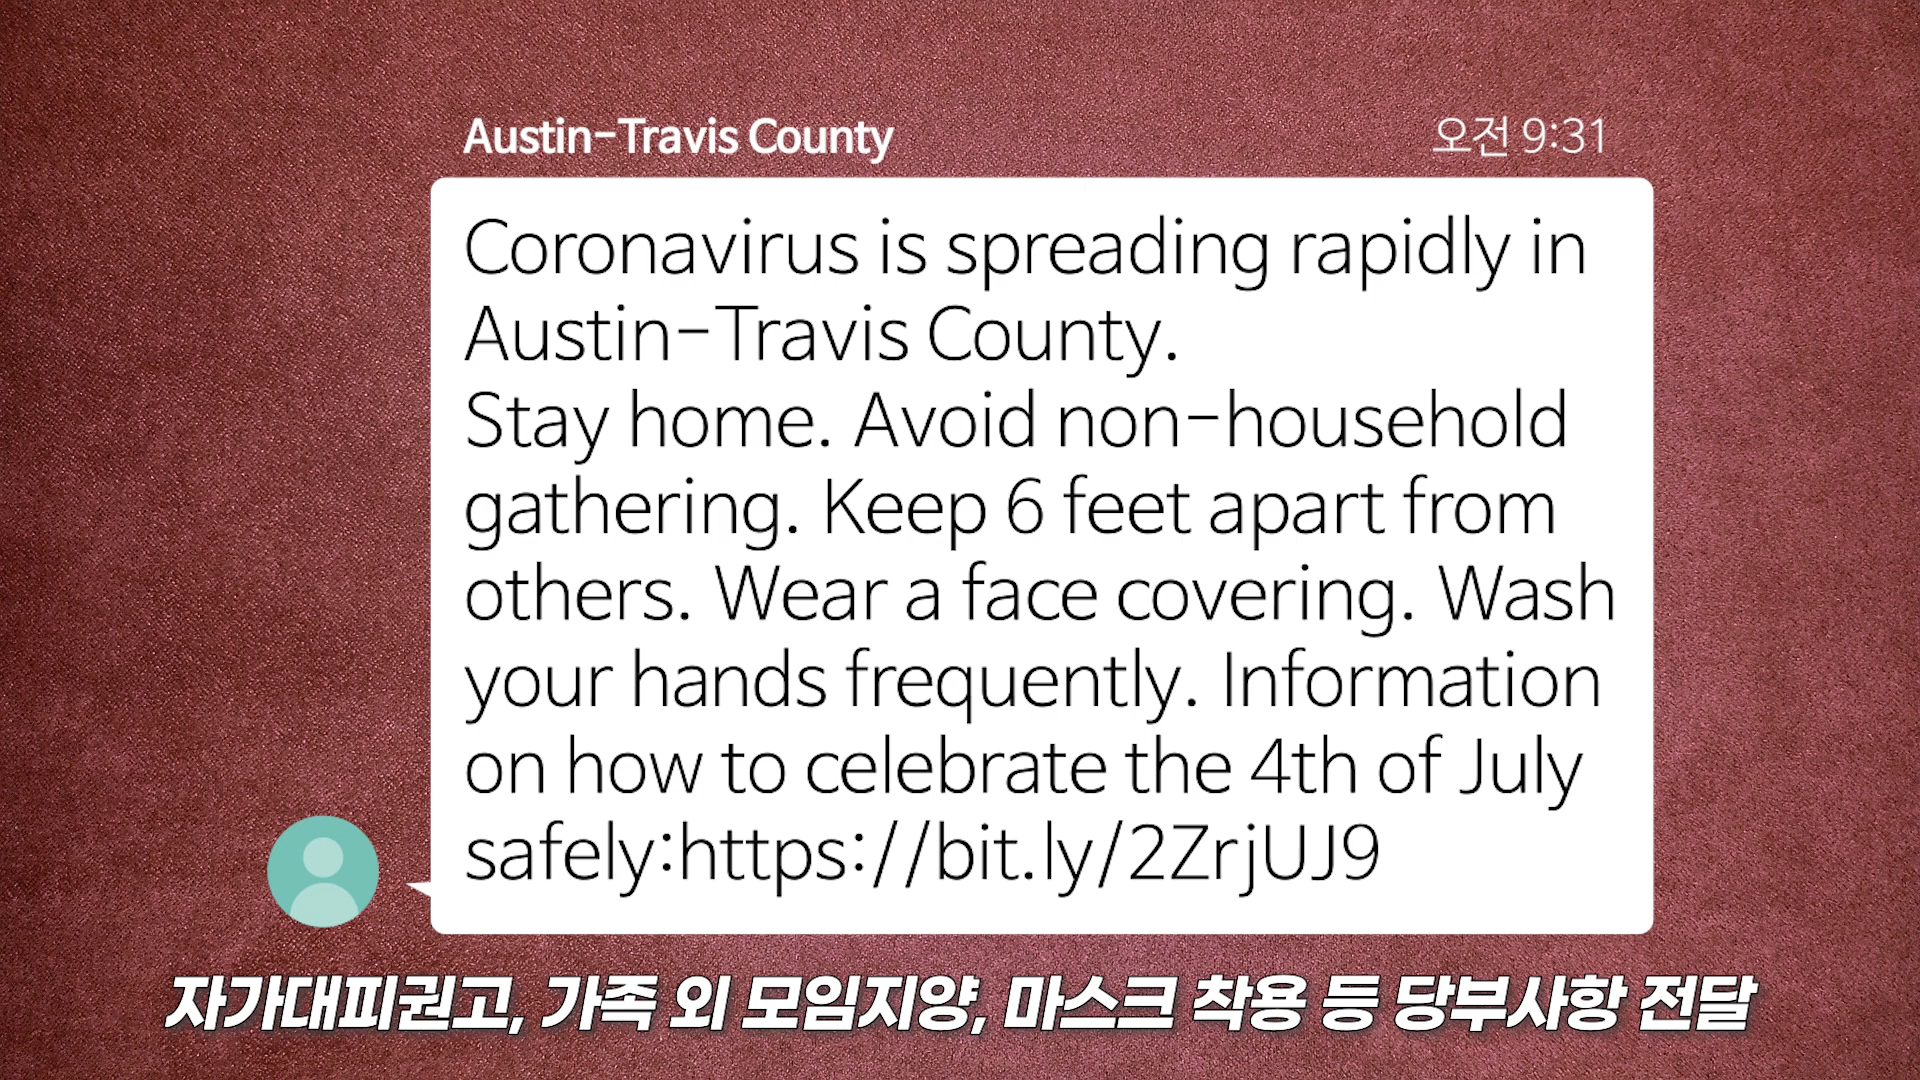 Austin-Travis County
오전 9:31
Coronavirus is spreading rapidly in
Austin-Travis County.
Stay home. Avoid non-household
gathering. Keep 6 feet apart from
others. Wear a face covering. Wash
your hands frequently. Information
on how to celebrate the 4th of July
safely:https://bit.ly/2ZrjUJ9
자가대피권고, 가족 외 모임지양, 마스크 착용 등 당부사항 전달